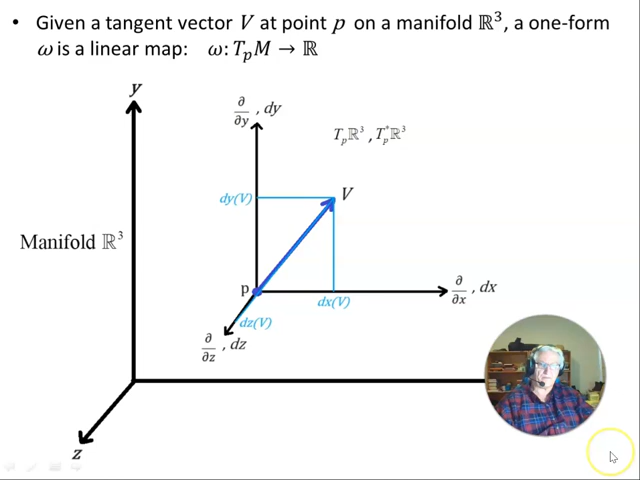 • Given a tangent vector V at point p on a manifold ℝ³, a one-form
ω is a linear map: ω: TₚM → ℝ
y
∂/∂y , dy
Tₚℝ³ , Tₚ*ℝ³
dy(V)
V
Manifold ℝ³
p
∂/∂x , dx
dx(V)
dz(V)
∂/∂z , dz
z